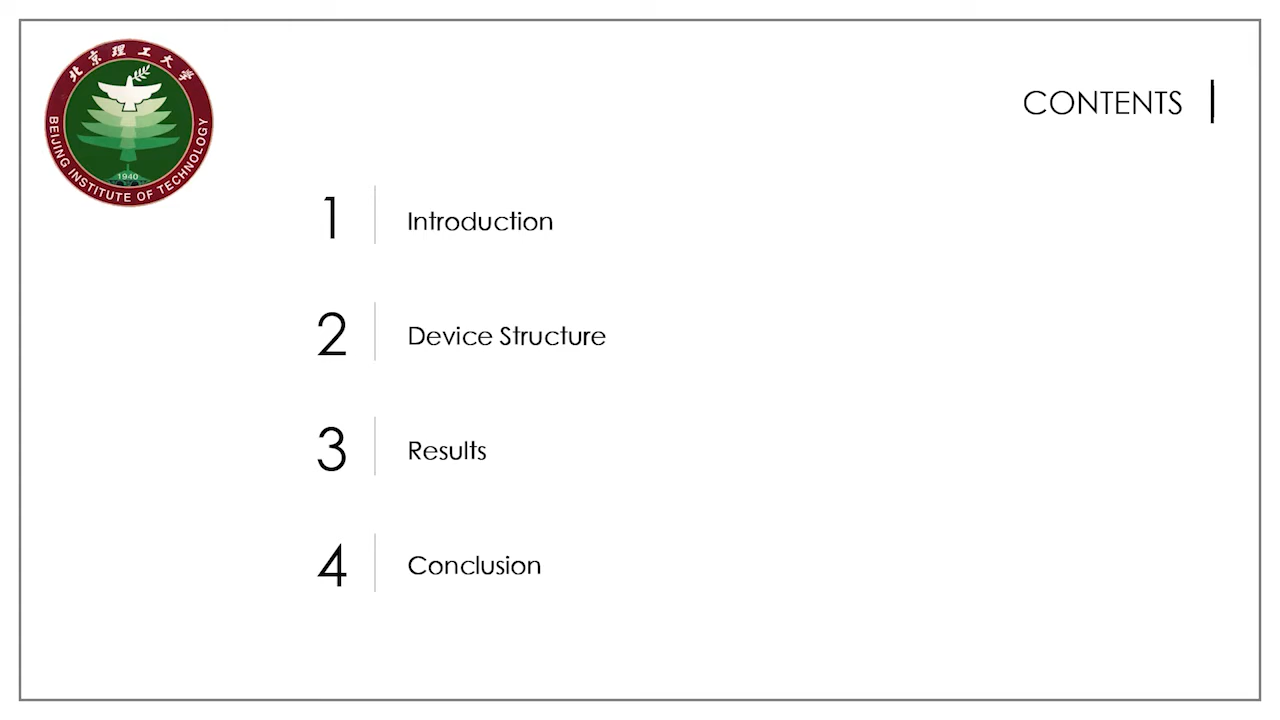 北京理工大学
BEIJING INSTITUTE OF TECHNOLOGY
1940
CONTENTS
1 Introduction
2 Device Structure
3 Results
4 Conclusion